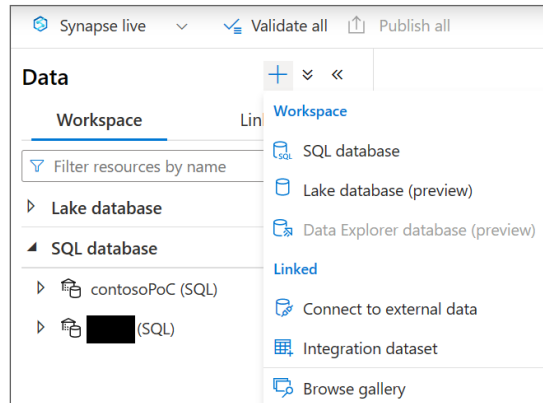 Synapse live Validate all Publish all
Data
Workspace
Filter resources by name
Lake database
SQL database
contosoPoC (SQL)
(SQL)
Workspace
SQL database
Lake database (preview)
Data Explorer database (preview)
Linked
Connect to external data
Integration dataset
Browse gallery